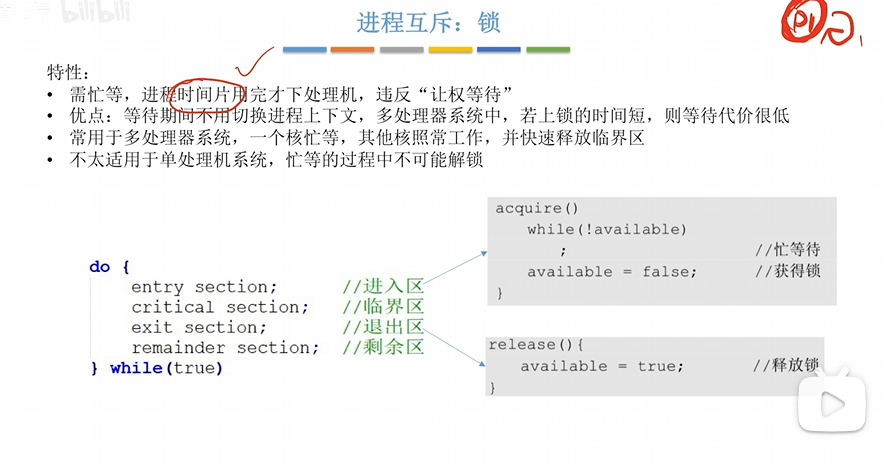 bilibili
进程互斥：锁
P1
特性：
• 需忙等，进程时间片用完才下处理机，违反“让权等待”
• 优点：等待期间不用切换进程上下文，多处理器系统中，若上锁的时间短，则等待代价很低
• 常用于多处理器系统，一个核忙等，其他核照常工作，并快速释放临界区
• 不太适用于单处理机系统，忙等的过程中不可能解锁
do {
entry section; //进入区
critical section; //临界区
exit section; //退出区
remainder section; //剩余区
} while(true)
acquire()
while(!available)
; //忙等待
available = false; //获得锁
}
release(){
available = true; //释放锁
}